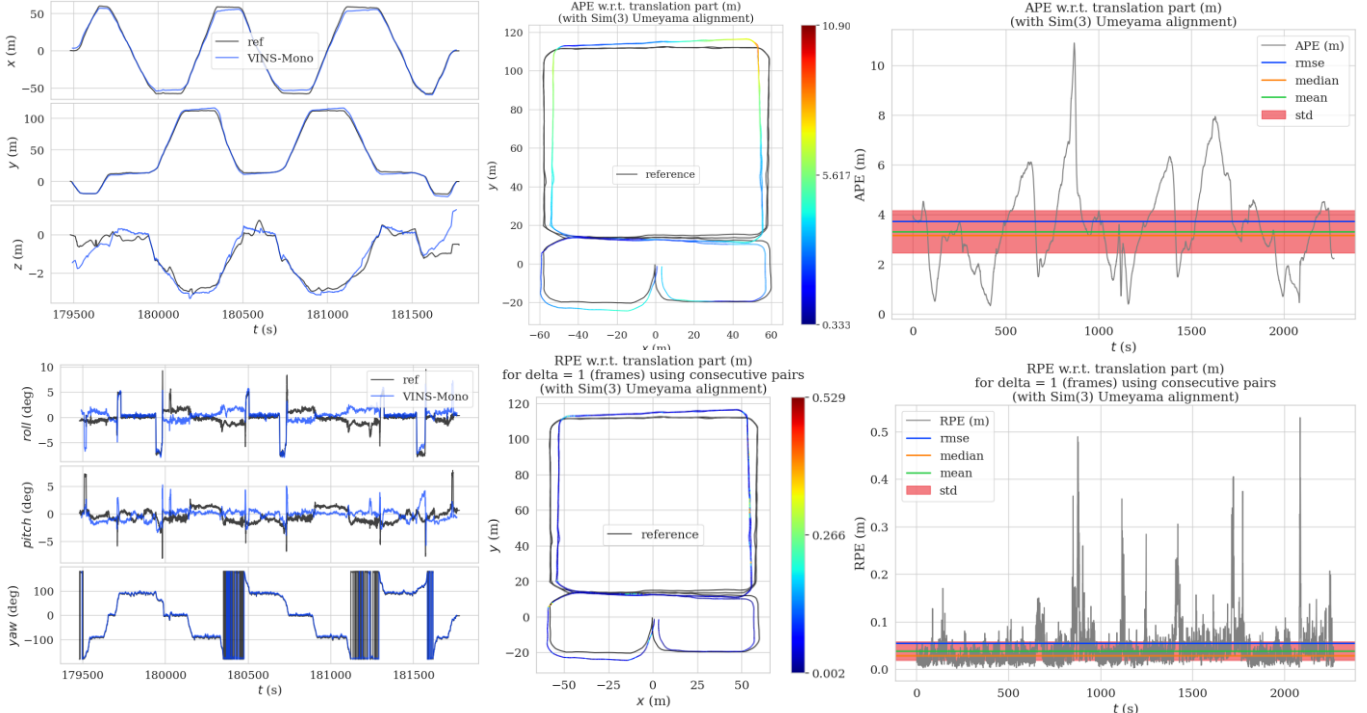 ref
VINS-Mono
x (m)
50
0
−50
y (m)
100
50
0
z (m)
0
−2
179500 180000 180500 181000 181500
t (s)
APE w.r.t. translation part (m)
(with Sim(3) Umeyama alignment)
y (m)
120
100
80
60
40
20
0
−20
reference
−60 −40 −20 0 20 40 60
x (m)
10.90
5.617
0.333
APE w.r.t. translation part (m)
(with Sim(3) Umeyama alignment)
APE (m)
10
8
6
4
2
0
APE (m)
rmse
median
mean
std
0 500 1000 1500 2000
t (s)
roll (deg)
10
5
0
−5
ref
VINS-Mono
pitch (deg)
5
0
−5
yaw (deg)
100
0
−100
179500 180000 180500 181000 181500
t (s)
RPE w.r.t. translation part (m)
for delta = 1 (frames) using consecutive pairs
(with Sim(3) Umeyama alignment)
y (m)
120
100
80
60
40
20
0
−20
reference
−50 0 50
x (m)
0.529
0.266
0.002
RPE w.r.t. translation part (m)
for delta = 1 (frames) using consecutive pairs
(with Sim(3) Umeyama alignment)
RPE (m)
0.5
0.4
0.3
0.2
0.1
0.0
RPE (m)
rmse
median
mean
std
0 500 1000 1500 2000
t (s)